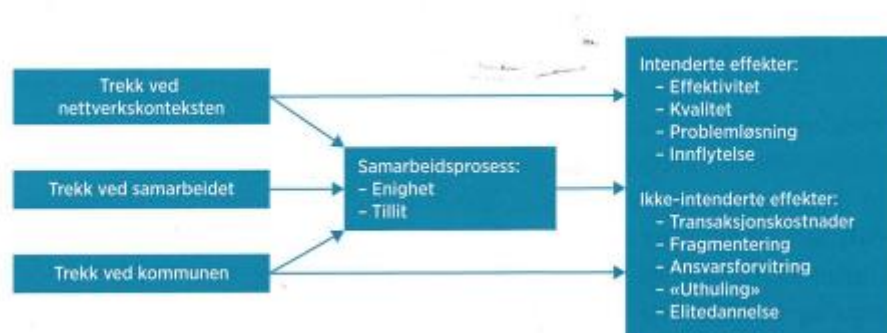 Trekk ved
nettverkskonteksten
Trekk ved samarbeidet
Trekk ved kommunen
Samarbeidsprosess:
– Enighet
– Tillit
Intenderte effekter:
– Effektivitet
– Kvalitet
– Problemløsning
– Innflytelse
Ikke-intenderte effekter:
– Transaksjonskostnader
– Fragmentering
– Ansvarsforvitring
– «Uthuling»
– Elitedannelse